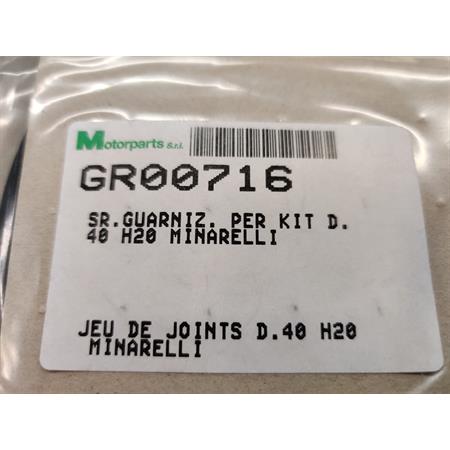 Motorparts s.r.l.
GR00716
SR.GUARNIZ. PER KIT D.
40 H20 MINARELLI
JEU DE JOINTS D.40 H20
MINARELLI